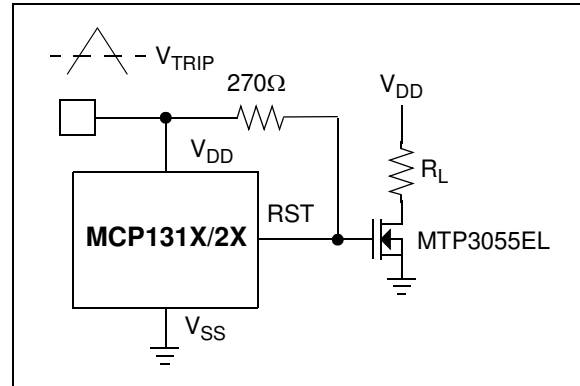 V_TRIP
270Ω
V_DD
V_DD
R_L
MCP131X/2X
RST
MTP3055EL
V_SS